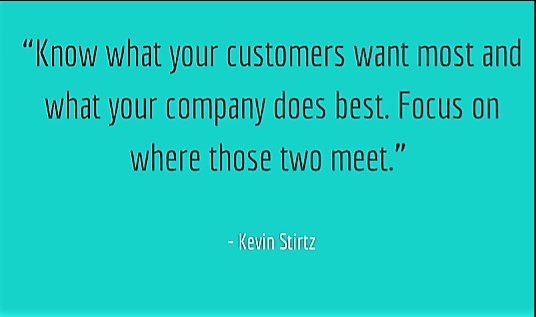 “Know what your customers want most and
what your company does best. Focus on
where those two meet.”
- Kevin Stirtz